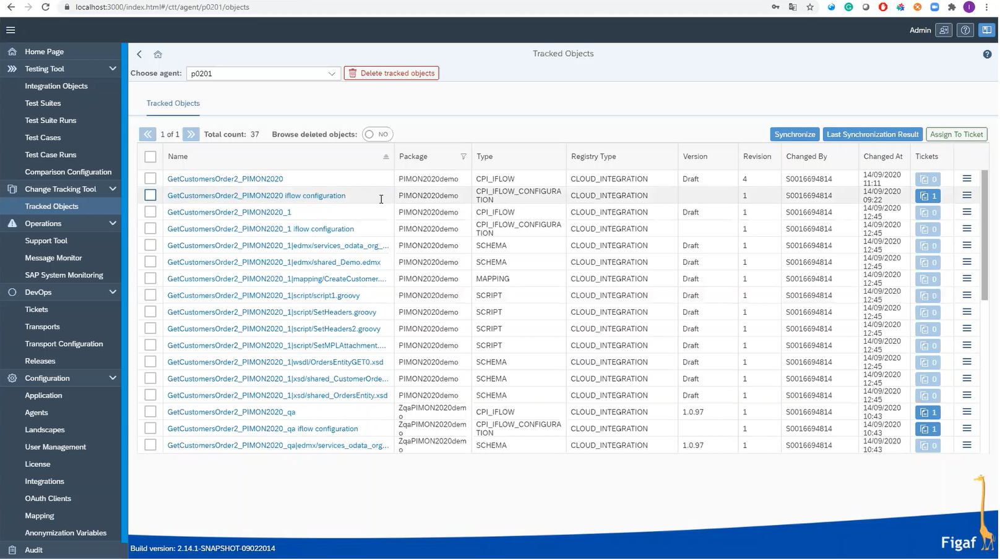 localhost:3000/index.html#/ctt/agent/p0201/objects
Admin
Home Page
Testing Tool
Integration Objects
Test Suites
Test Suite Runs
Test Cases
Test Case Runs
Comparison Configuration
Change Tracking Tool
Tracked Objects
Operations
Support Tool
Message Monitor
SAP System Monitoring
DevOps
Tickets
Transports
Transport Configuration
Releases
Configuration
Application
Agents
Landscapes
User Management
License
Integrations
OAuth Clients
Mapping
Anonymization Variables
Audit
Tracked Objects
Choose agent: p0201 Delete tracked objects
Tracked Objects
1 of 1 Total count: 37 Browse deleted objects: NO Synchronize Last Synchronization Result Assign To Ticket
Name Package Type Registry Type Version Revision Changed By Changed At Tickets
GetCustomersOrder2_PIMON2020 PIMON2020demo CPI_IFLOW CLOUD_INTEGRATION Draft 4 S0016694814 14/09/2020 11:11 0
GetCustomersOrder2_PIMON2020 iflow configuration PIMON2020demo CPI_IFLOW_CONFIGURATION CLOUD_INTEGRATION 1 S0016694814 14/09/2020 09:22 1
GetCustomersOrder2_PIMON2020_1 PIMON2020demo CPI_IFLOW CLOUD_INTEGRATION Draft 1 S0016694814 14/09/2020 12:45 0
GetCustomersOrder2_PIMON2020_1 iflow configuration PIMON2020demo CPI_IFLOW_CONFIGURATION CLOUD_INTEGRATION 1 S0016694814 14/09/2020 12:45 0
GetCustomersOrder2_PIMON2020_1|edmx/services_odata_org_... PIMON2020demo SCHEMA CLOUD_INTEGRATION Draft 1 S0016694814 14/09/2020 12:45 0
GetCustomersOrder2_PIMON2020_1|edmx/shared_Demo.edmx PIMON2020demo SCHEMA CLOUD_INTEGRATION Draft 1 S0016694814 14/09/2020 12:45 0
GetCustomersOrder2_PIMON2020_1|mapping/CreateCustomer.... PIMON2020demo MAPPING CLOUD_INTEGRATION Draft 1 S0016694814 14/09/2020 12:45 0
GetCustomersOrder2_PIMON2020_1|script/script1.groovy PIMON2020demo SCRIPT CLOUD_INTEGRATION Draft 1 S0016694814 14/09/2020 12:45 0
GetCustomersOrder2_PIMON2020_1|script/SetHeaders.groovy PIMON2020demo SCRIPT CLOUD_INTEGRATION Draft 1 S0016694814 14/09/2020 12:45 0
GetCustomersOrder2_PIMON2020_1|script/SetHeaders2.groovy PIMON2020demo SCRIPT CLOUD_INTEGRATION Draft 1 S0016694814 14/09/2020 12:45 0
GetCustomersOrder2_PIMON2020_1|script/SetMPLAttachment.... PIMON2020demo SCRIPT CLOUD_INTEGRATION Draft 1 S0016694814 14/09/2020 12:45 0
GetCustomersOrder2_PIMON2020_1|wsdl/OrdersEntityGET0.xsd PIMON2020demo SCHEMA CLOUD_INTEGRATION Draft 1 S0016694814 14/09/2020 12:45 0
GetCustomersOrder2_PIMON2020_1|xsd/shared_CustomerOrde... PIMON2020demo SCHEMA CLOUD_INTEGRATION Draft 1 S0016694814 14/09/2020 12:45 0
GetCustomersOrder2_PIMON2020_1|xsd/shared_OrdersEntity.xsd PIMON2020demo SCHEMA CLOUD_INTEGRATION Draft 1 S0016694814 14/09/2020 12:45 0
GetCustomersOrder2_PIMON2020_qa ZqaPIMON2020demo CPI_IFLOW CLOUD_INTEGRATION 1.0.97 1 S0016694814 14/09/2020 10:43 1
GetCustomersOrder2_PIMON2020_qa iflow configuration ZqaPIMON2020demo CPI_IFLOW_CONFIGURATION CLOUD_INTEGRATION 1 S0016694814 14/09/2020 10:43 1
GetCustomersOrder2_PIMON2020_qa|edmx/services_odata_org... ZqaPIMON2020demo SCHEMA CLOUD_INTEGRATION 1.0.97 1 S0016694814 14/09/2020 10:43 0
Build version: 2.14.1-SNAPSHOT-09022014
Figaf